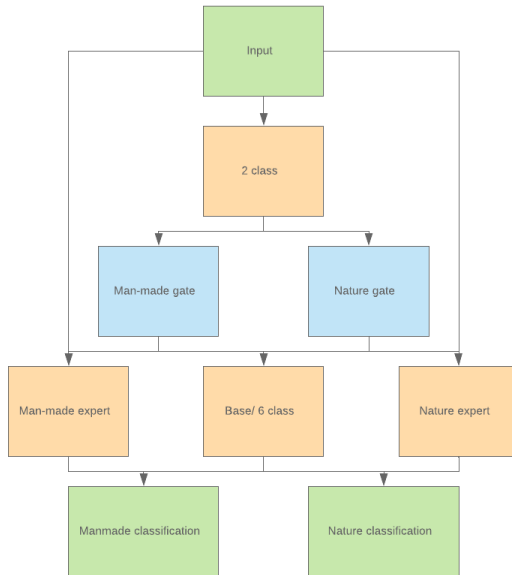 Input
2 class
Man-made gate
Nature gate
Man-made expert
Base/ 6 class
Nature expert
Manmade classification
Nature classification